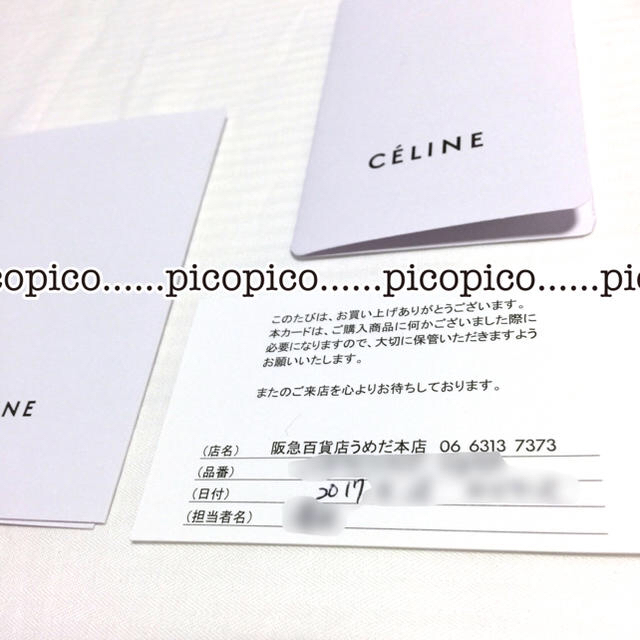 CÉLINE
copico......picopico......picopico......pic
このたびは、お買い上げありがとうございます。
本カードは、ご購入商品に何かございました際に
必要になりますので、大切に保管いただきますよう
お願いいたします。
またのご来店を心よりお待ちしております。
INE
(店名) 阪急百貨店うめだ本店 06 6313 7373
(品番)
(日付) 2017
(担当者名)